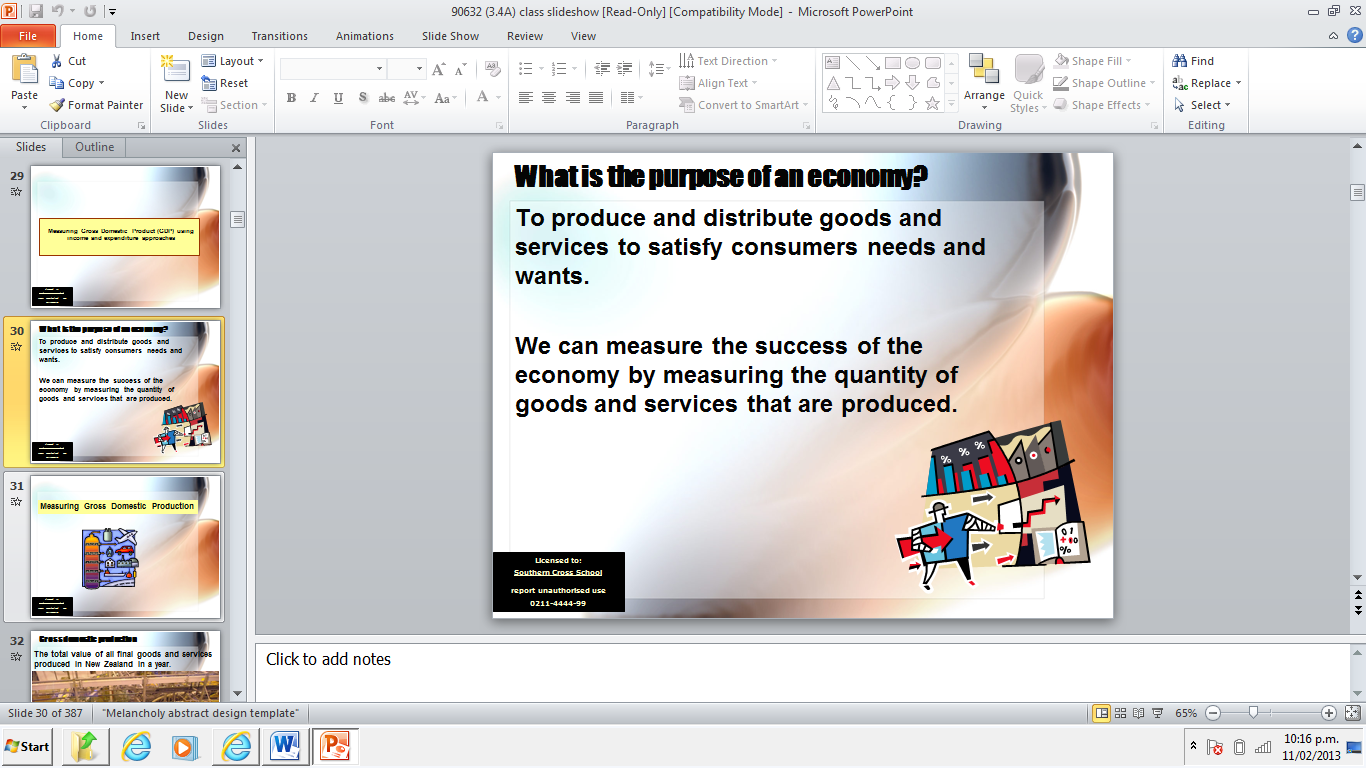 90632 (3.4A) class slideshow [Read-Only] [Compatibility Mode] - Microsoft PowerPoint
File Home Insert Design Transitions Animations Slide Show Review View
Paste
Cut
Copy
Format Painter
Clipboard
New Slide
Layout
Reset
Section
Slides
B I U S abc AV Aa A
Font
Paragraph
Text Direction
Align Text
Convert to SmartArt
Arrange
Quick Styles
Shape Fill
Shape Outline
Shape Effects
Drawing
Find
Replace
Select
Editing
Slides Outline
29
Measuring Gross Domestic Product (GDP) using
income and expenditure approaches
30
What is the purpose of an economy?
To produce and distribute goods and
services to satisfy consumers needs and
wants.
We can measure the success of the
economy by measuring the quantity of
goods and services that are produced.
31
Measuring Gross Domestic Production
32
Gross domestic production
The total value of all final goods and services
produced in New Zealand in a year.
What is the purpose of an economy?
To produce and distribute goods and
services to satisfy consumers needs and
wants.
We can measure the success of the
economy by measuring the quantity of
goods and services that are produced.
% % %
0 1
+ 0
%
Licensed to:
Southern Cross School
report unauthorised use
0211-4444-99
Click to add notes
Slide 30 of 387 "Melancholy abstract design template" 65%
Start
10:16 p.m.
11/02/2013